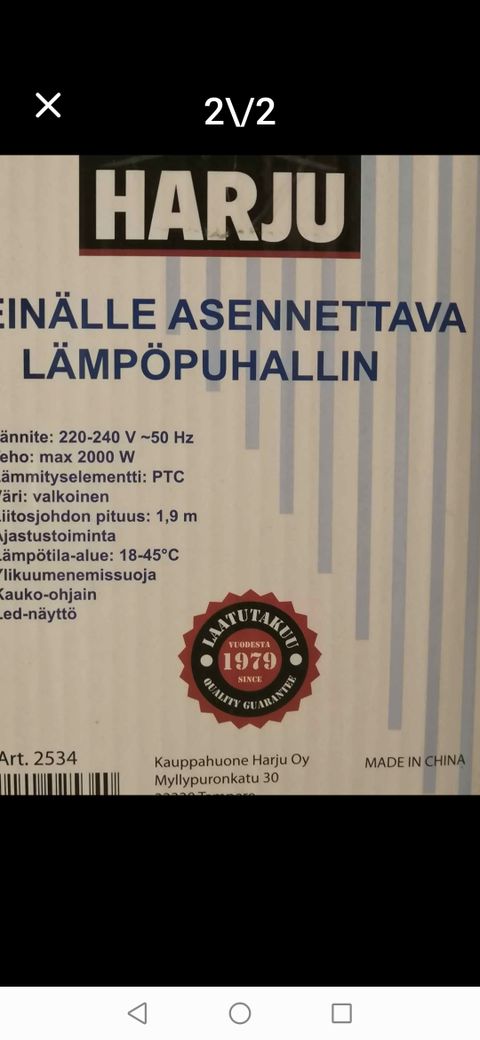 2\/2
HARJU
EINÄLLE ASENNETTAVA
LÄMPÖPUHALLIN
ännite: 220-240 V ~50 Hz
eho: max 2000 W
ämmityselementti: PTC
äri: valkoinen
iitosjohdon pituus: 1,9 m
Ajastustoiminta
Lämpötila-alue: 18-45°C
Ylikuumenemissuoja
Kauko-ohjain
Led-näyttö
LAATUTAKUU
VUODESTA
1979
SINCE
QUALITY GUARANTEE
Art. 2534
Kauppahuone Harju Oy
Myllypuronkatu 30
MADE IN CHINA